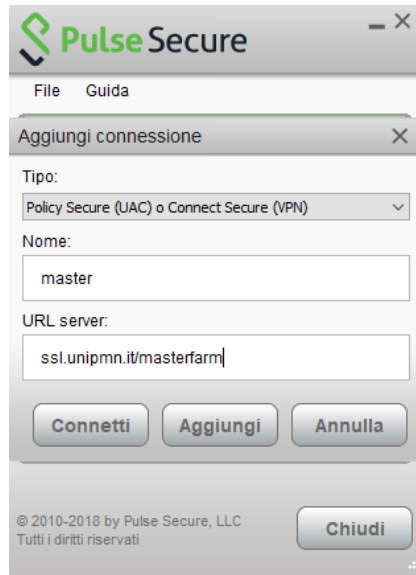 Pulse Secure
File Guida
Aggiungi connessione
Tipo:
Policy Secure (UAC) o Connect Secure (VPN)
Nome:
master
URL server:
ssl.unipmn.it/masterfarm
Connetti Aggiungi Annulla
© 2010-2018 by Pulse Secure, LLC
Tutti i diritti riservati
Chiudi